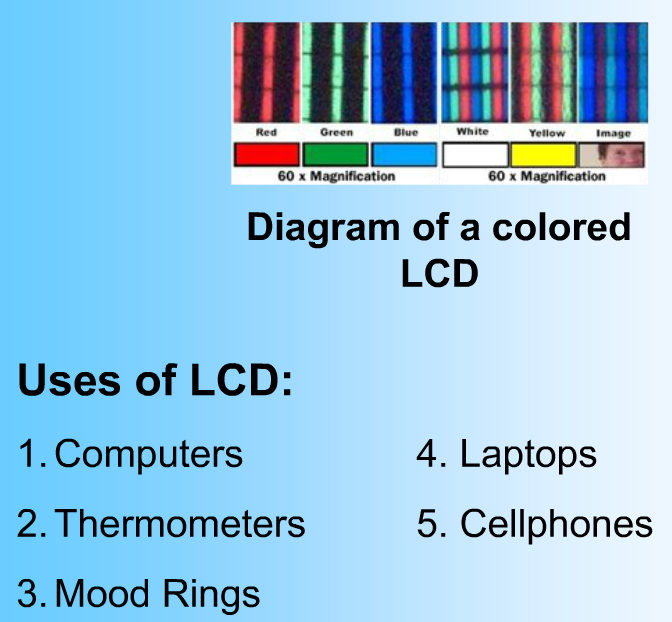 Red Green Blue White Yellow Image
60 x Magnification 60 x Magnification
Diagram of a colored
LCD
Uses of LCD:
1. Computers
2. Thermometers
3. Mood Rings
4. Laptops
5. Cellphones